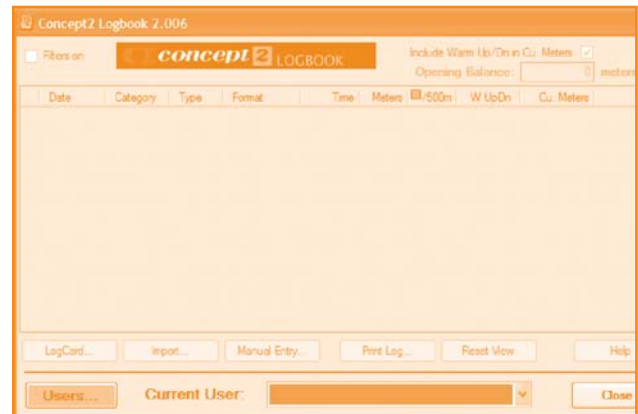 Concept2 Logbook 2.006
Filters on
concept 2 LOGBOOK
Include Warm Up/Dn in Cu. Meters
Opening Balance: 0 meters
Date Category Type Format Time Meters /500m W UpDn Cu. Meters
LogCard... Import... Manual Entry... Print Log... Reset View Help
Users... Current User: Close